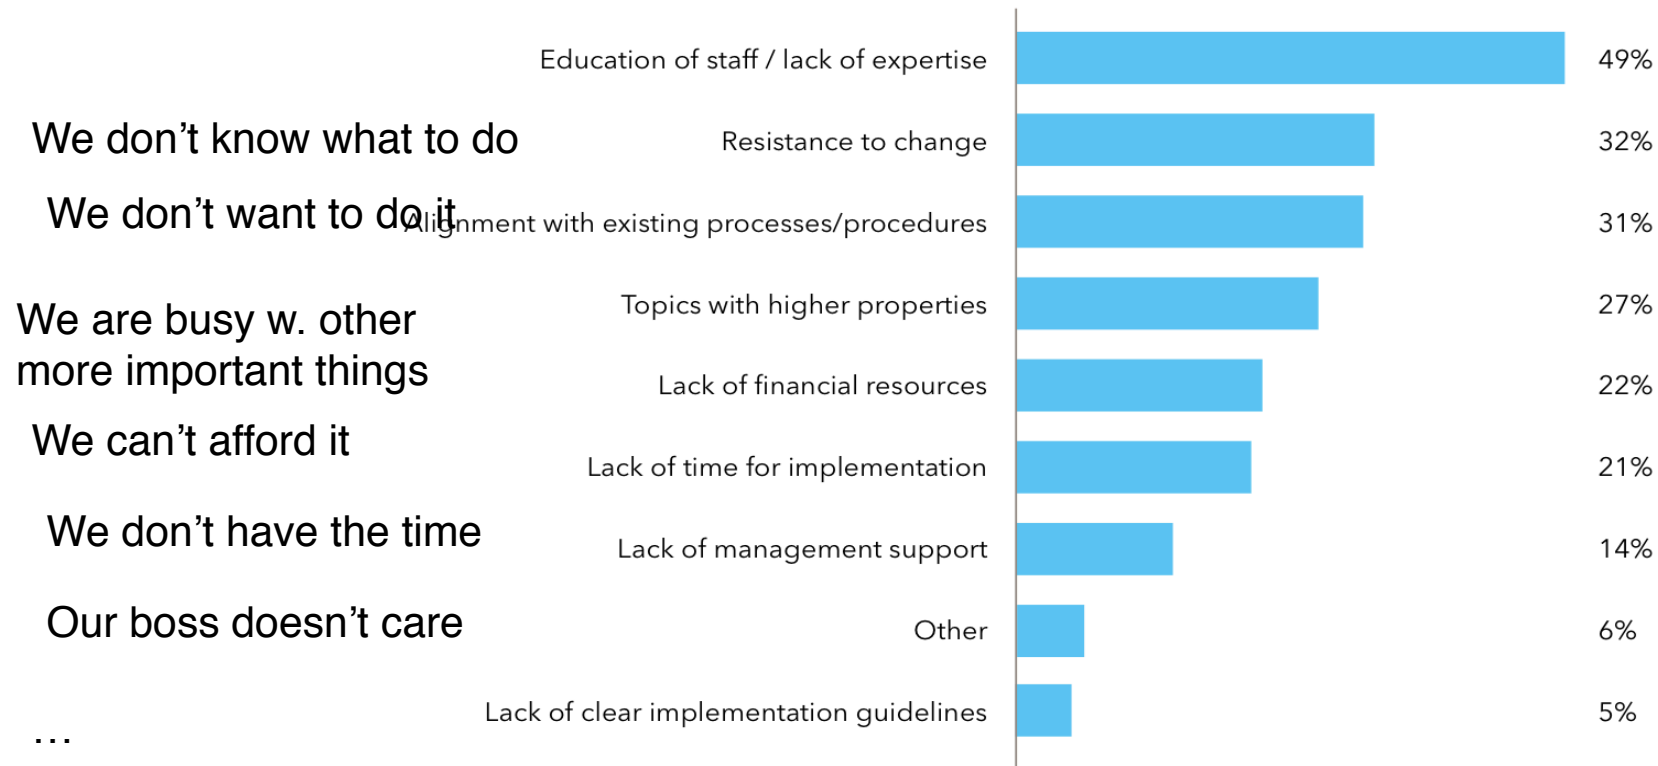 Education of staff / lack of expertise 49%
We don’t know what to do
Resistance to change 32%
We don’t want to do it
Alignment with existing processes/procedures 31%
We are busy w. other
more important things
Topics with higher properties 27%
Lack of financial resources 22%
We can’t afford it
Lack of time for implementation 21%
We don’t have the time
Lack of management support 14%
Our boss doesn’t care
Other 6%
Lack of clear implementation guidelines 5%
...